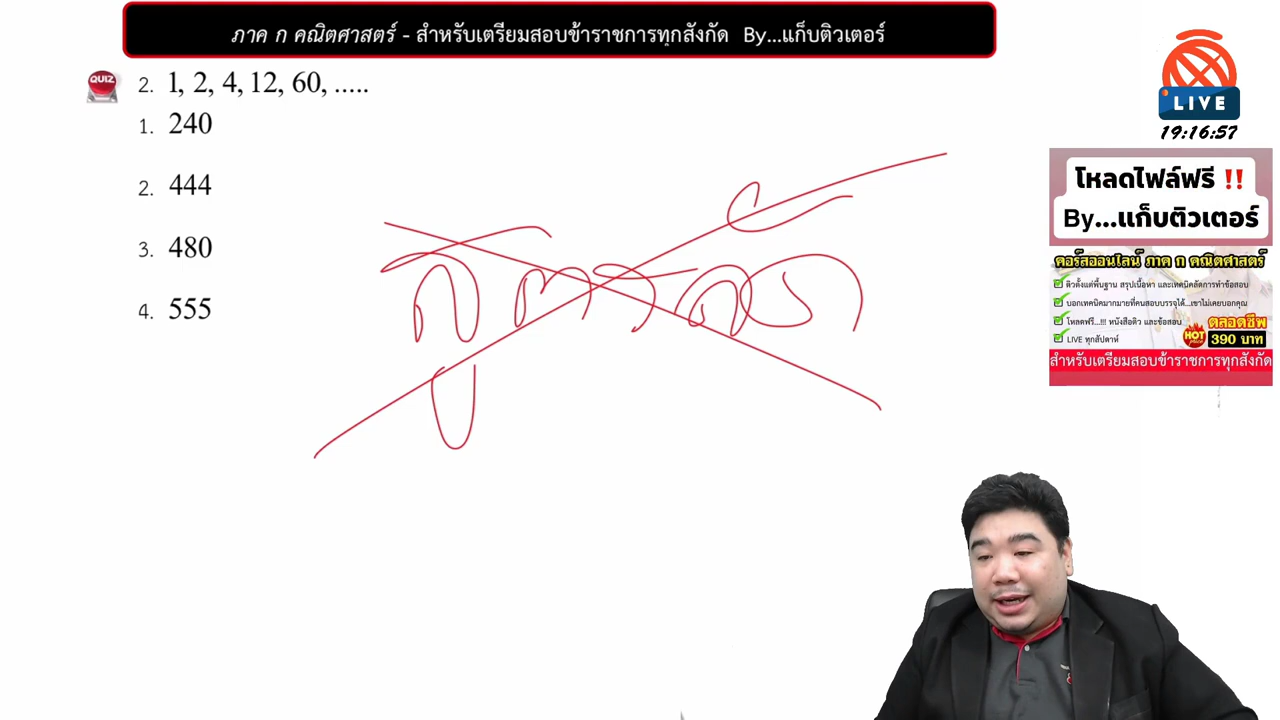 ภาค ก คณิตศาสตร์ - สำหรับเตรียมสอบข้าราชการทุกสังกัด By...แก็บติวเตอร์
QUIZ
2. 1, 2, 4, 12, 60, .....
1. 240
2. 444
3. 480
4. 555
LIVE
19:16:57
โหลดไฟล์ฟรี ‼️
By...แก็บติวเตอร์
คอร์สออนไลน์ ภาค ก คณิตศาสตร์
ติวตั้งแต่พื้นฐาน สรุปเนื้อหา และเทคนิคลัดการทำข้อสอบ
บอกเทคนิคมากมายที่คนสอบบรรจุได้...เขาไม่เคยบอกคุณ
โหลดฟรี...!!! หนังสือติว และข้อสอบ
ตลอดชีพ
LIVE ทุกสัปดาห์
HOT
390 บาท
สำหรับเตรียมสอบข้าราชการทุกสังกัด